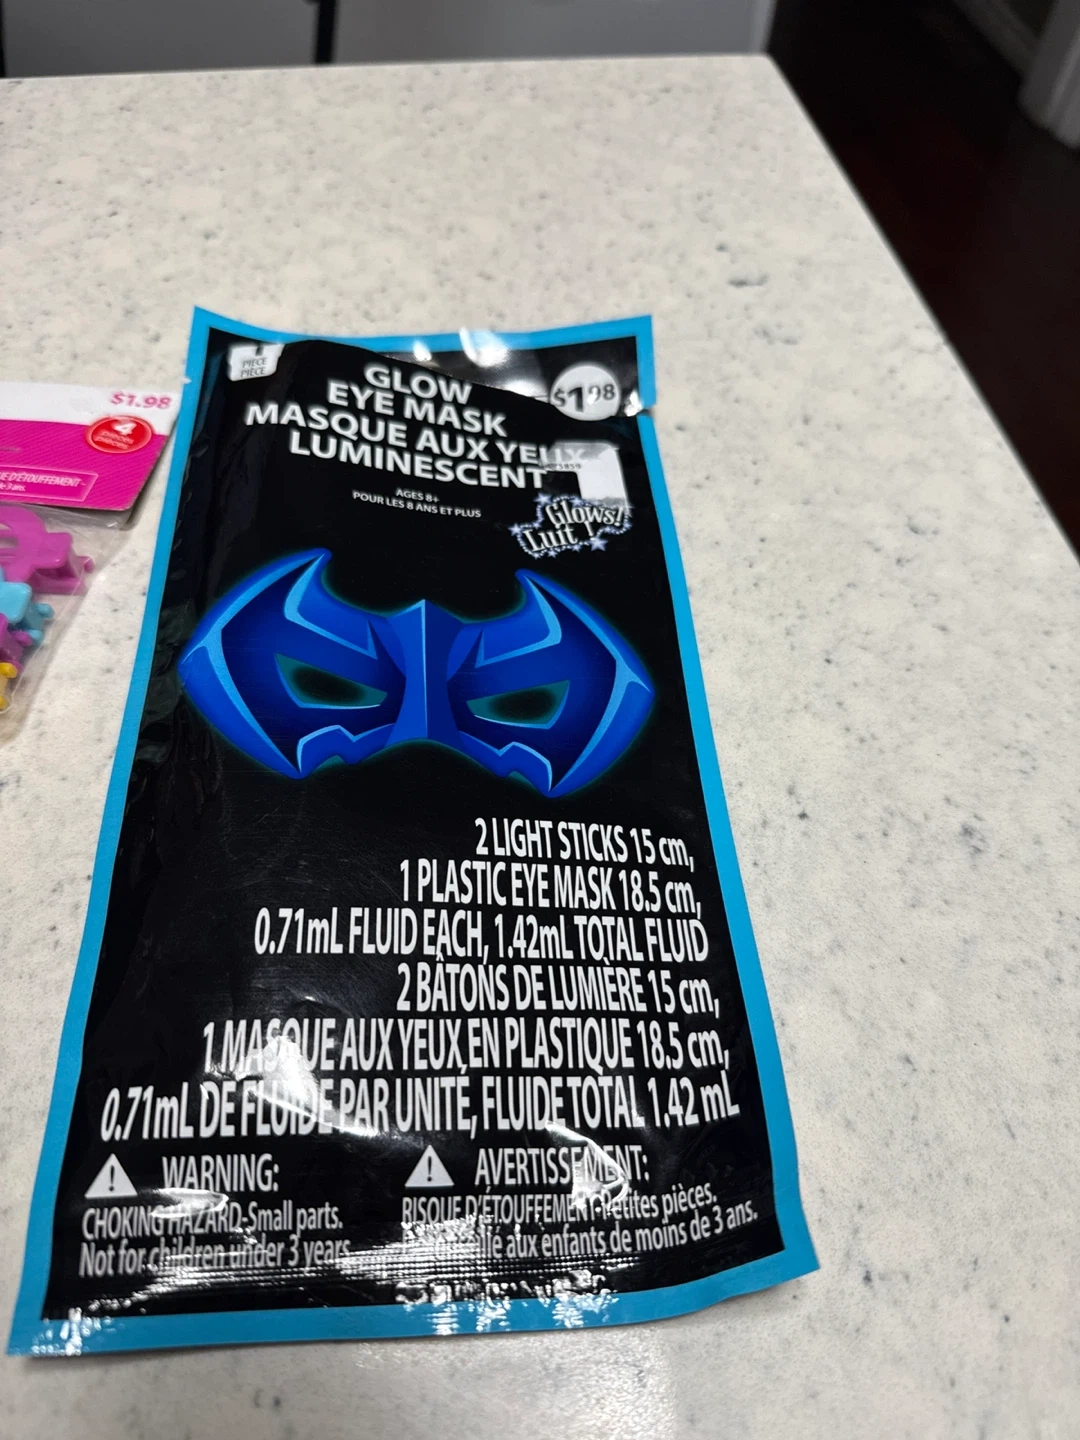 $1.98
4
pièces
1
PIECE
PIÈCE
GLOW
EYE MASK
MASQUE AUX YEUX
LUMINESCENT
$1.98
AGES 8+
POUR LES 8 ANS ET PLUS
Glows!
Luit !
2 LIGHT STICKS 15 cm,
1 PLASTIC EYE MASK 18.5 cm,
0.71mL FLUID EACH, 1.42mL TOTAL FLUID
2 BÂTONS DE LUMIÈRE 15 cm,
1 MASQUE AUX YEUX EN PLASTIQUE 18.5 cm,
0.71mL DE FLUIDE PAR UNITÉ, FLUIDE TOTAL 1.42 mL
WARNING:
CHOKING HAZARD-Small parts.
Not for children under 3 years
AVERTISSEMENT:
RISQUE D'ÉTOUFFEMENT-Petites pièces.
aux enfants de moins de 3 ans.